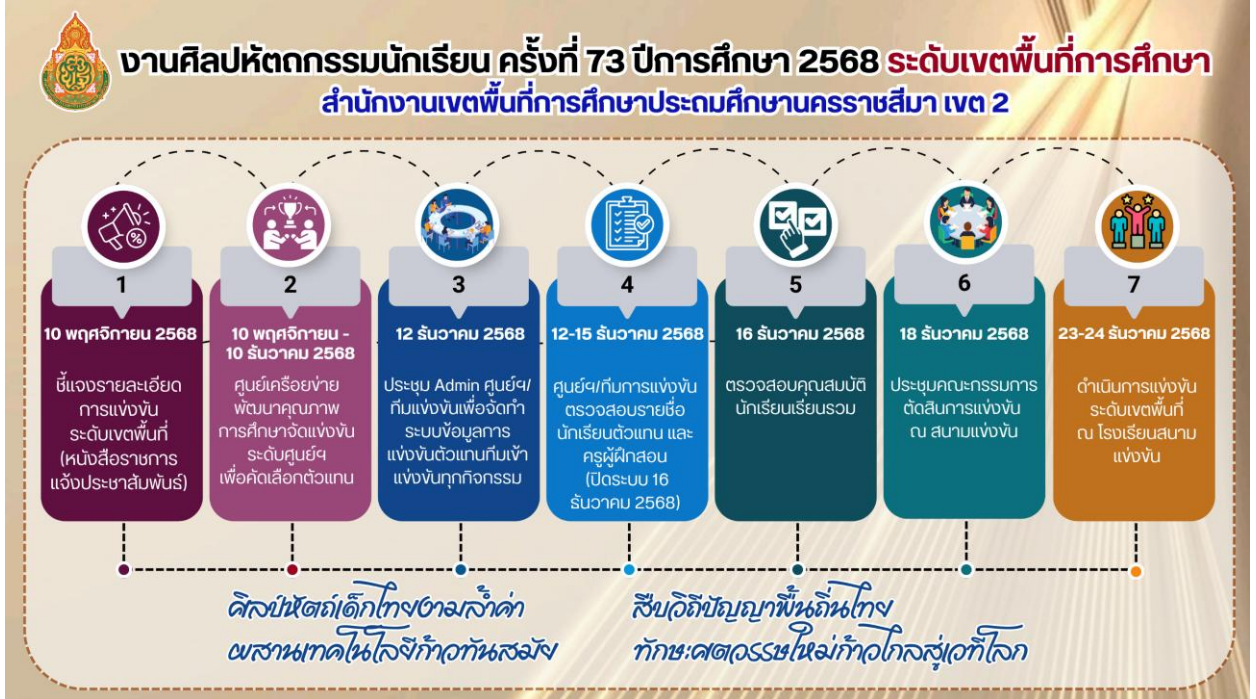 งานศิลปหัตถกรรมนักเรียน ครั้งที่ 73 ปีการศึกษา 2568 ระดับเขตพื้นที่การศึกษา
สำนักงานเขตพื้นที่การศึกษาประถมศึกษานครราชสีมา เขต 2
1
10 พฤศจิกายน 2568
ชี้แจงรายละเอียด
การแข่งขัน
ระดับเขตพื้นที่
(หนังสือราชการ
แจ้งประชาสัมพันธ์)
2
10 พฤศจิกายน -
10 ธันวาคม 2568
ศูนย์เครือยข่าย
พัฒนาคุณภาพ
การศึกษาจัดแข่งขัน
ระดับศูนย์ฯ
เพื่อคัดเลือกตัวแทน
3
12 ธันวาคม 2568
ประชุม Admin ศูนย์ฯ/
ทีมแข่งขันเพื่อจัดทำ
ระบบข้อมูลการ
แข่งขันตัวแทนทีมเข้า
แข่งขันทุกกิจกรรม
4
12-15 ธันวาคม 2568
ศูนย์ฯ/ทีมการแข่งขัน
ตรวจสอบรายชื่อ
นักเรียนตัวแทน และ
ครูผู้ฝึกสอน
(ปิดระบบ 16
ธันวาคม 2568)
5
16 ธันวาคม 2568
ตรวจสอบคุณสมบัติ
นักเรียนเรียนรวม
6
18 ธันวาคม 2568
ประชุมคณะกรรมการ
ตัดสินการแข่งขัน
ณ สนามแข่งขัน
7
23-24 ธันวาคม 2568
ดำเนินการแข่งขัน
ระดับเขตพื้นที่
ณ โรงเรียนสนาม
แข่งขัน
ศิลป์หัตถ์เด็กไทยงามล้ำค่า
ผสานเทคโนโลยีก้าวทันสมัย
สืบวิถีปัญญาพื้นถิ่นไทย
ทักษะศตวรรษใหม่ก้าวไกลสู่เวทีโลก